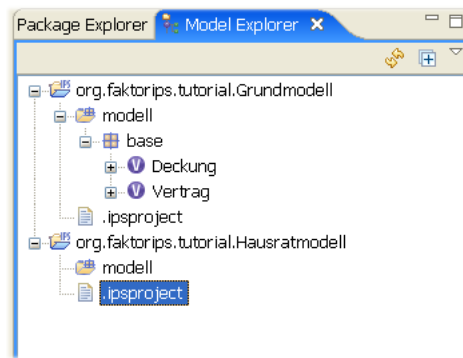 Package Explorer Model Explorer
org.faktorips.tutorial.Grundmodell
modell
base
V Deckung
V Vertrag
.ipsproject
org.faktorips.tutorial.Hausratmodell
modell
.ipsproject